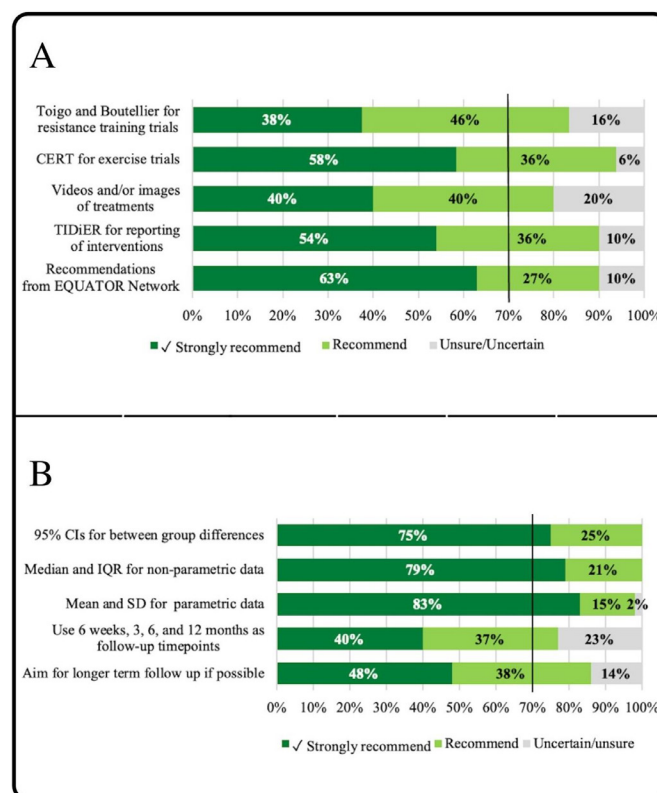 A
Toigo and Boutellier for
resistance training trials
38% 46% 16%
CERT for exercise trials
58% 36% 6%
Videos and/or images
of treatments
40% 40% 20%
TIDiER for reporting
of interventions
54% 36% 10%
Recommendations
from EQUATOR Network
63% 27% 10%
0% 10% 20% 30% 40% 50% 60% 70% 80% 90% 100%
✓ Strongly recommend Recommend Unsure/Uncertain
B
95% CIs for between group differences
75% 25%
Median and IQR for non-parametric data
79% 21%
Mean and SD for parametric data
83% 15% 2%
Use 6 weeks, 3, 6, and 12 months as
follow-up timepoints
40% 37% 23%
Aim for longer term follow up if possible
48% 38% 14%
0% 10% 20% 30% 40% 50% 60% 70% 80% 90% 100%
✓ Strongly recommend Recommend Uncertain/unsure